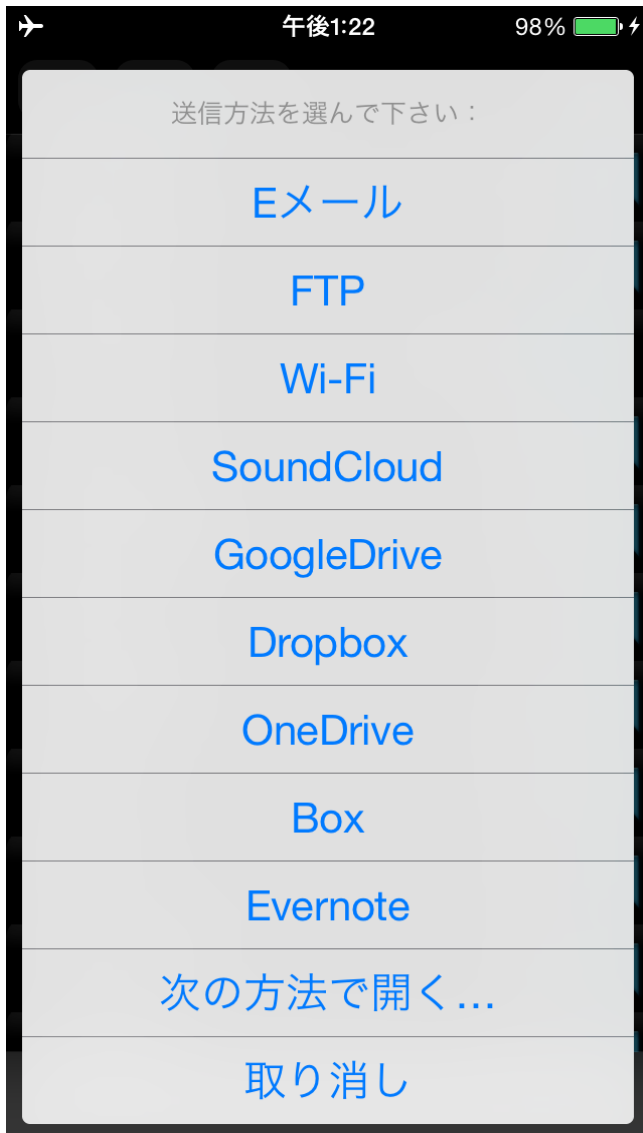 午後1:22 98%
送信方法を選んで下さい：
Eメール
FTP
Wi-Fi
SoundCloud
GoogleDrive
Dropbox
OneDrive
Box
Evernote
次の方法で開く...
取り消し